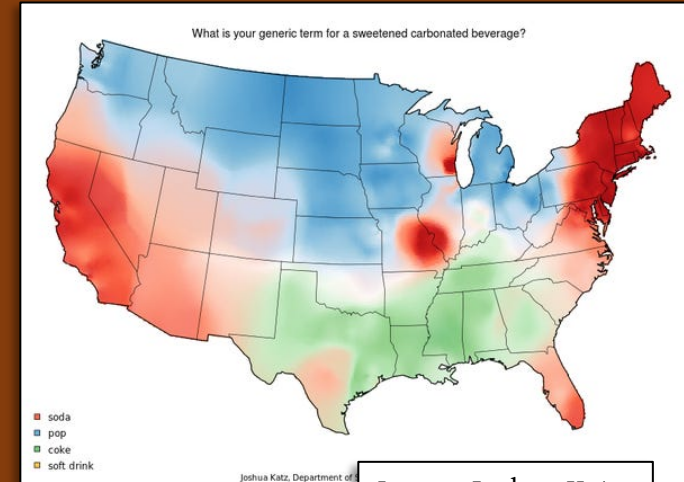 What is your generic term for a sweetened carbonated beverage?
soda
pop
coke
soft drink
Joshua Katz, Department of